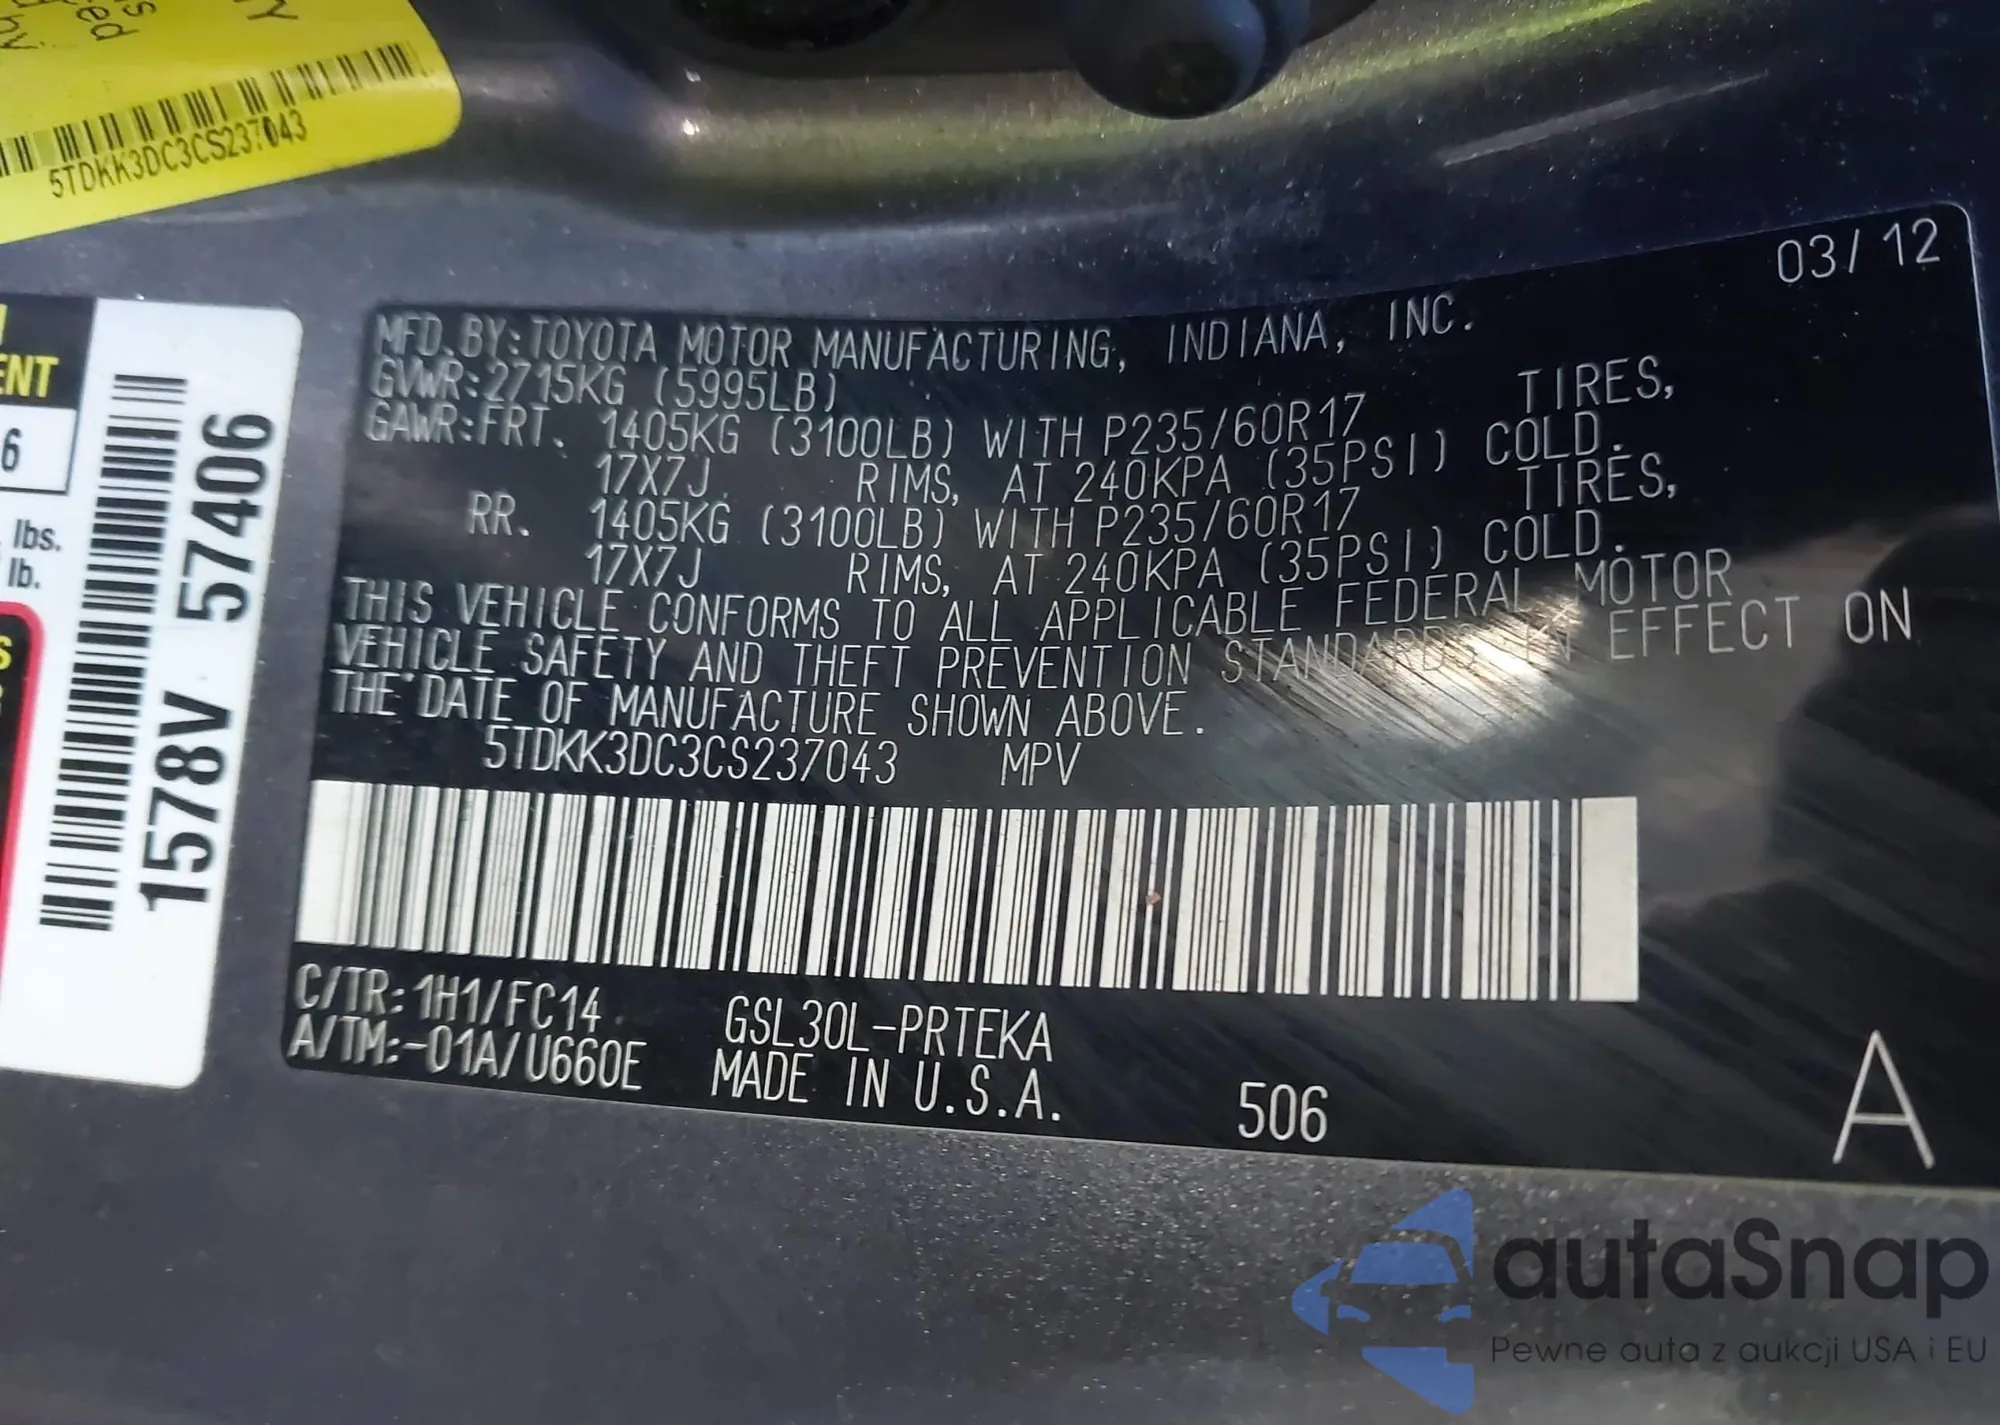 5TDKK3DC3CS237043
ENT
6
lbs.
lb.
1578V 57406
03/12
MFD.BY:TOYOTA MOTOR MANUFACTURING, INDIANA, INC.
GVWR:2715KG (5995LB)
GAWR:FRT. 1405KG (3100LB) WITH P235/60R17 TIRES,
17X7J RIMS, AT 240KPA (35PSI) COLD.
RR. 1405KG (3100LB) WITH P235/60R17 TIRES,
17X7J RIMS, AT 240KPA (35PSI) COLD.
THIS VEHICLE CONFORMS TO ALL APPLICABLE FEDERAL MOTOR
VEHICLE SAFETY AND THEFT PREVENTION STANDARDS IN EFFECT ON
THE DATE OF MANUFACTURE SHOWN ABOVE.
5TDKK3DC3CS237043 MPV
C/TR:1H1/FC14 GSL30L-PRTEKA
A/TM:-01A/U660E MADE IN U.S.A.
506
A
autaSnap
Pewne auta z aukcji USA i EU